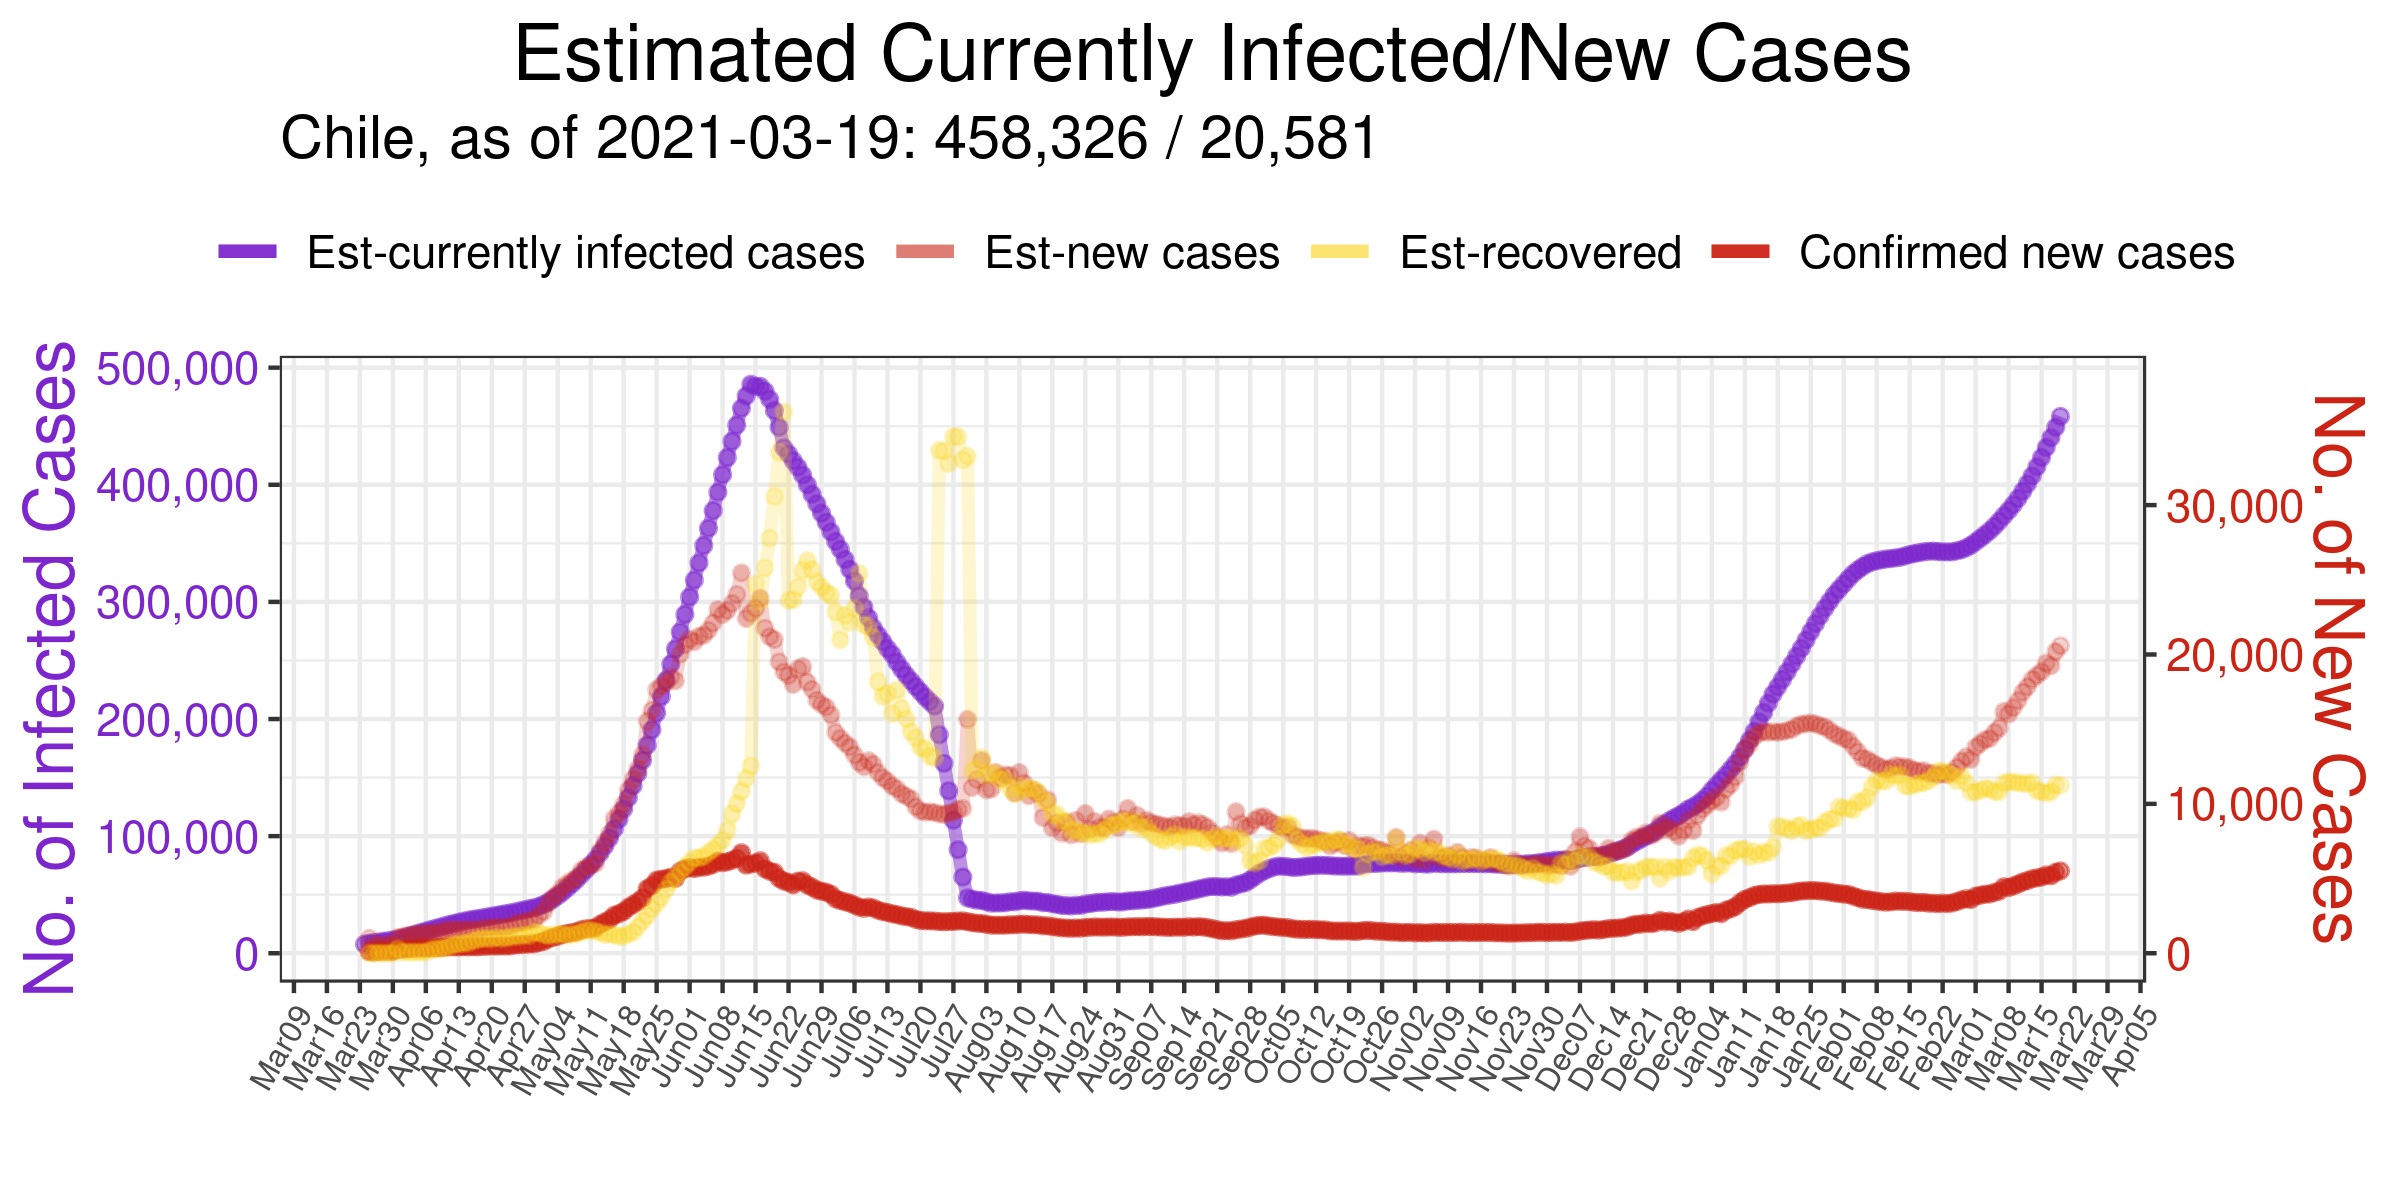 Estimated Currently Infected/New Cases
Chile, as of 2021-03-19: 458,326 / 20,581
Est-currently infected cases Est-new cases Est-recovered Confirmed new cases
No. of Infected Cases
500,000
400,000
300,000
200,000
100,000
0
30,000
20,000
10,000
0
No. of New Cases
Mar09 Mar16 Mar23 Mar30 Apr06 Apr13 Apr20 Apr27 May04 May11 May18 May25 Jun01 Jun08 Jun15 Jun22 Jun29 Jul06 Jul13 Jul20 Jul27 Aug03 Aug10 Aug17 Aug24 Aug31 Sep07 Sep14 Sep21 Sep28 Oct05 Oct12 Oct19 Oct26 Nov02 Nov09 Nov16 Nov23 Nov30 Dec07 Dec14 Dec21 Dec28 Jan04 Jan11 Jan18 Jan25 Feb01 Feb08 Feb15 Feb22 Mar01 Mar08 Mar15 Mar22 Mar29 Apr05